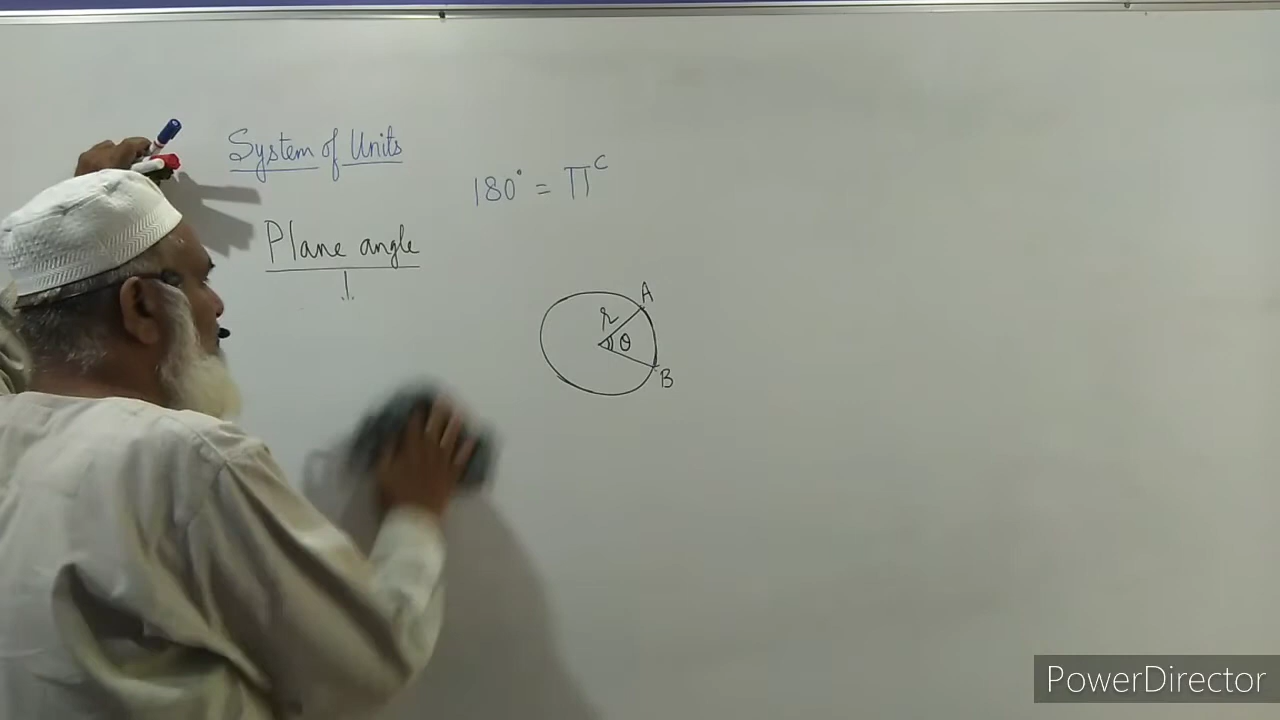 System of Units
180° = π^c
Plane angle
A
r
θ
B
PowerDirector